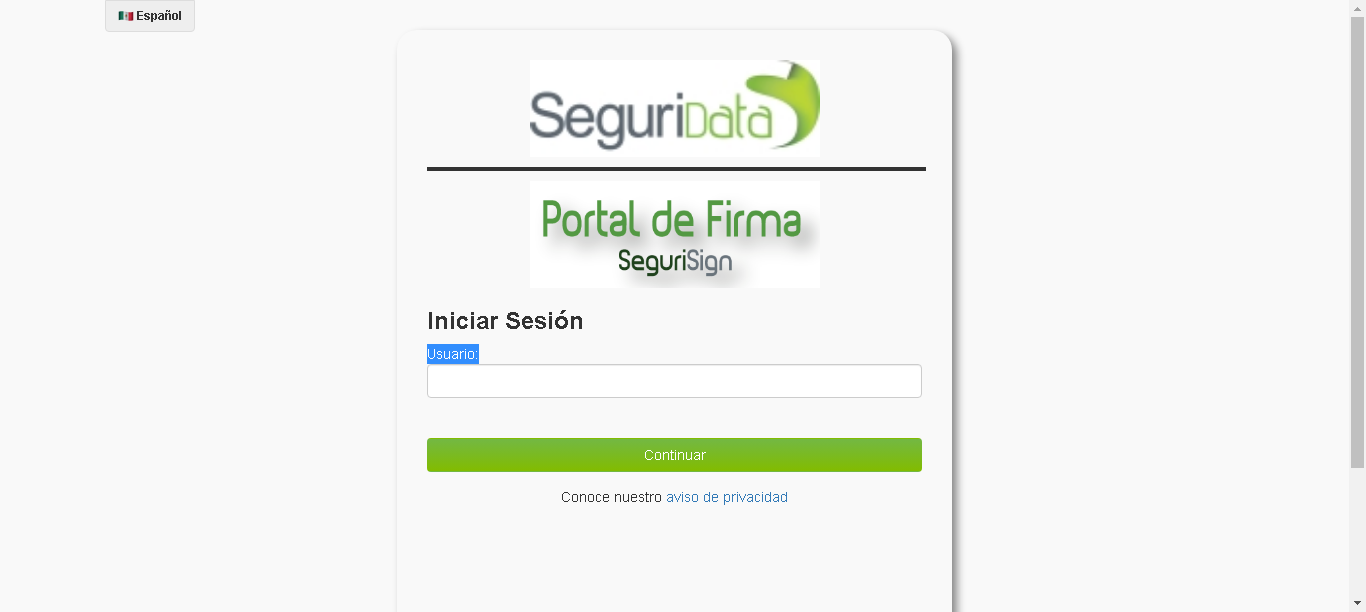 Español
SeguriData
Portal de Firma
SeguriSign
Iniciar Sesión
Usuario:
Continuar
Conoce nuestro aviso de privacidad